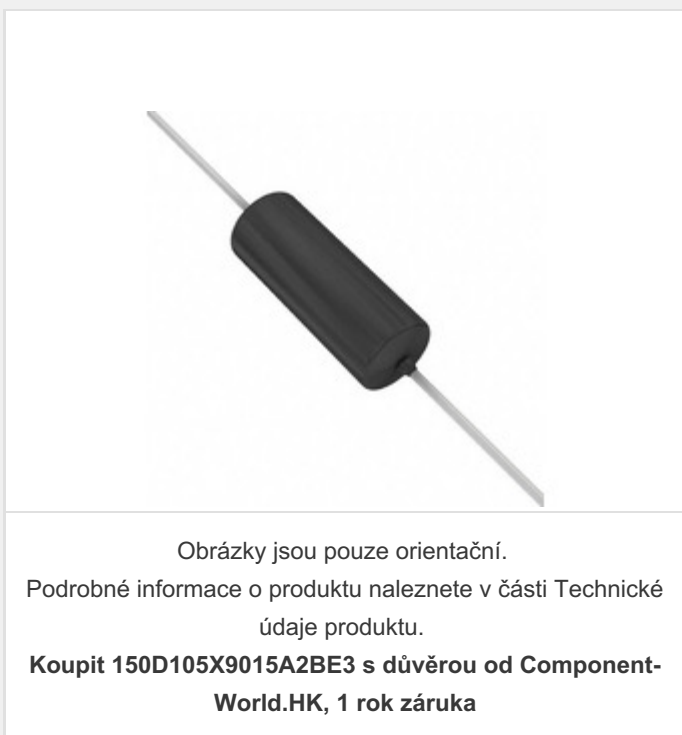 Obrázky jsou pouze orientační.
Podrobné informace o produktu naleznete v části Technické
údaje produktu.
Koupit 150D105X9015A2BE3 s důvěrou od Component-
World.HK, 1 rok záruka